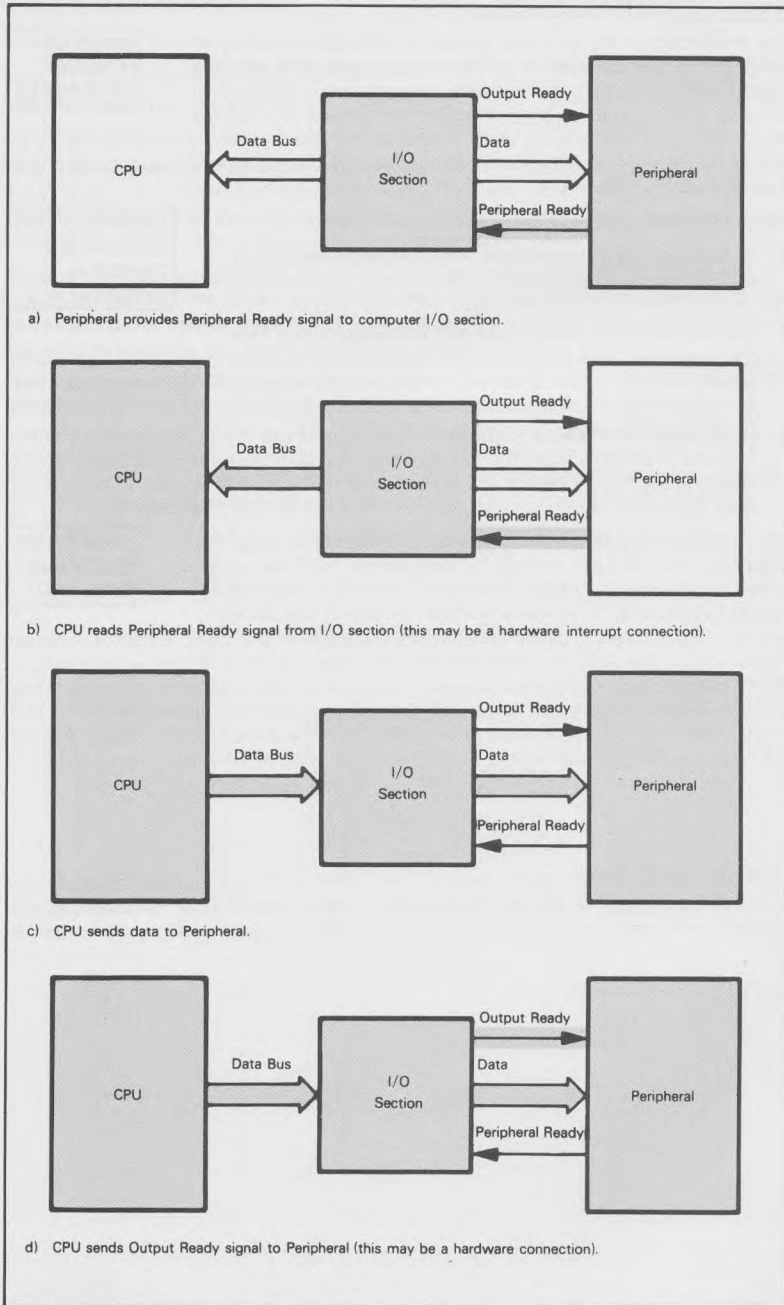 Output Ready
Data Bus
Data
CPU
I/O
Section
Peripheral
Peripheral Ready
a) Peripheral provides Peripheral Ready signal to computer I/O section.
Output Ready
Data Bus
Data
CPU
I/O
Section
Peripheral
Peripheral Ready
b) CPU reads Peripheral Ready signal from I/O section (this may be a hardware interrupt connection).
Output Ready
Data Bus
Data
CPU
I/O
Section
Peripheral
Peripheral Ready
c) CPU sends data to Peripheral.
Output Ready
Data Bus
Data
CPU
I/O
Section
Peripheral
Peripheral Ready
d) CPU sends Output Ready signal to Peripheral (this may be a hardware connection).